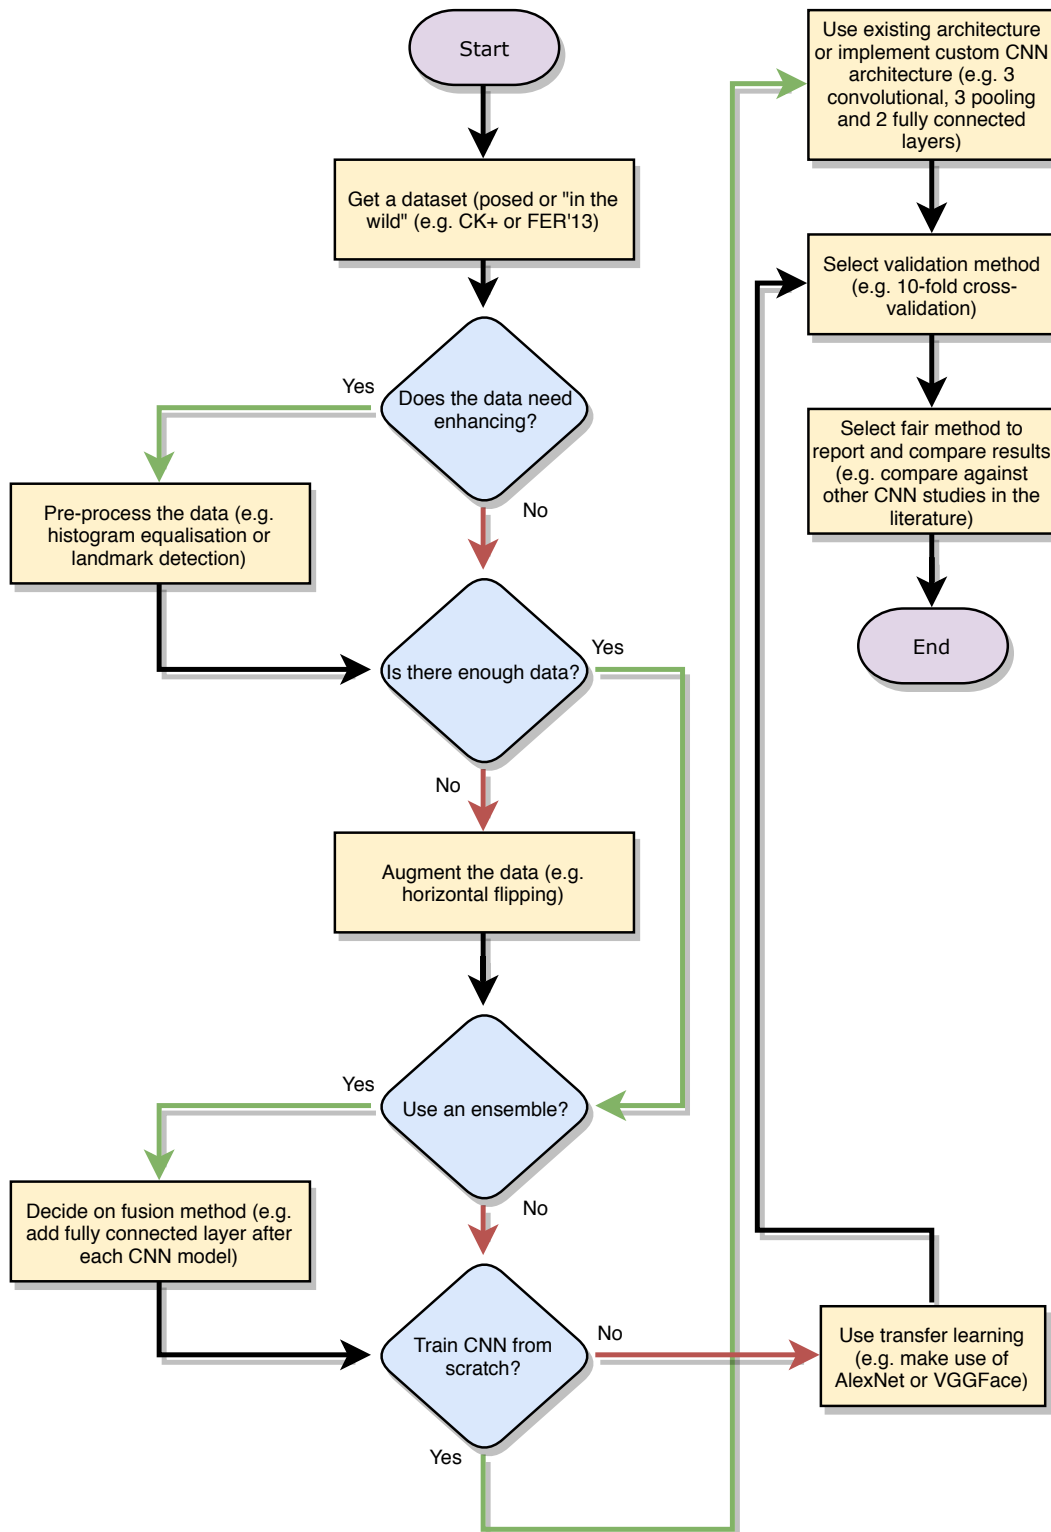 Start
Get a dataset (posed or "in the
wild" (e.g. CK+ or FER'13)
Does the data need
enhancing?
Yes
No
Pre-process the data (e.g.
histogram equalisation or
landmark detection)
Is there enough data?
Yes
No
Augment the data (e.g.
horizontal flipping)
Use an ensemble?
Yes
No
Decide on fusion method (e.g.
add fully connected layer after
each CNN model)
Train CNN from
scratch?
No
Yes
Use transfer learning
(e.g. make use of
AlexNet or VGGFace)
Use existing architecture
or implement custom CNN
architecture (e.g. 3
convolutional, 3 pooling
and 2 fully connected
layers)
Select validation method
(e.g. 10-fold cross-
validation)
Select fair method to
report and compare results
(e.g. compare against
other CNN studies in the
literature)
End